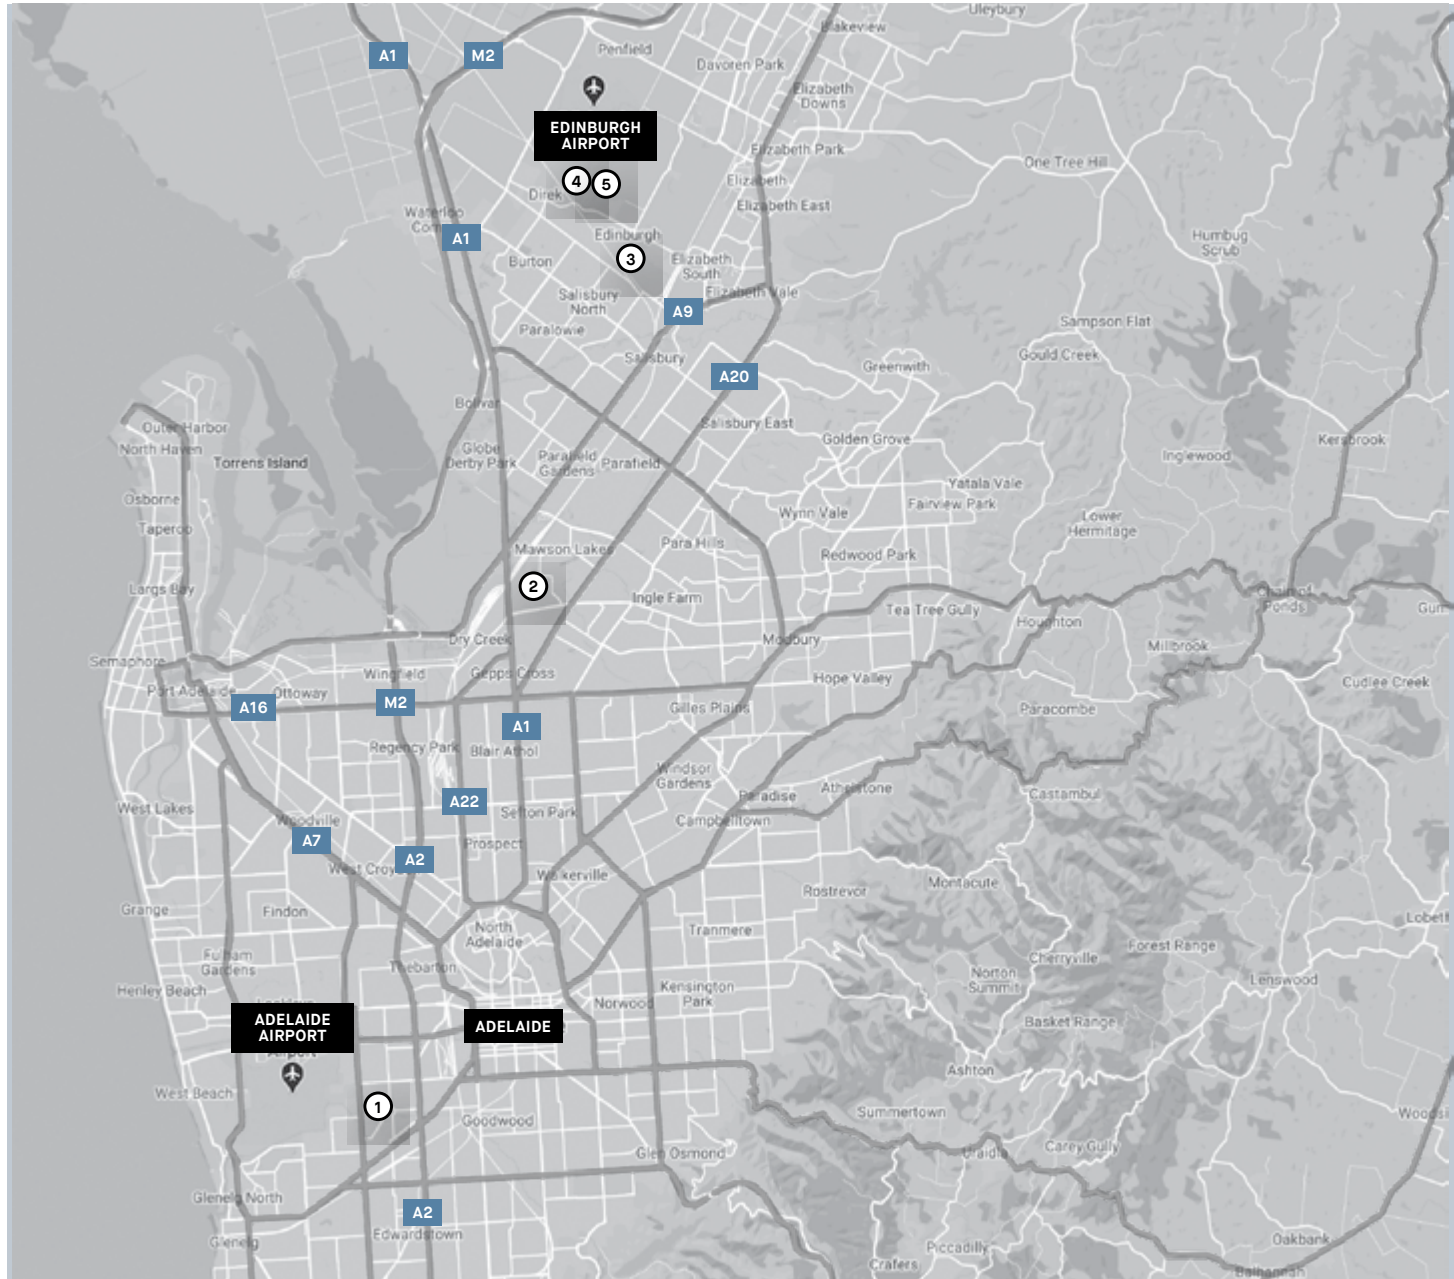 Uleybury
Blakeview
A1
M2
Penfield
Davoren Park
Elizabeth
Downs
EDINBURGH
AIRPORT
Elizabeth Park
One Tree Hill
4
5
Direk
Elizabeth
Elizabeth East
Waterloo
A1
Edinburgh
Humbug
Scrub
3
Burton
Elizabeth
South
Elizabeth Vale
Salisbury
North
A9
Paralowie
Sampson Flat
Salisbury
Gould Creek
Greenwith
A20
Bolivar
Salisbury East
Outer Harbor
North Haven
Golden Grove
Kersbrook
Globe
Derby Park
Parafield
Gardens
Parafield
Inglewood
Torrens Island
Osborne
Yatala Vale
Fairview Park
Wynn Vale
Taperoo
Lower
Hermitage
Mawson Lakes
Para Hills
Redwood Park
2
Largs Bay
Ingle Farm
Chain of
Ponds
Tea Tree Gully
Gum
Houghton
Dry Creek
Modbury
Millbrook
Semaphore
Wingfield
Gepps Cross
Hope Valley
Cudlee Creek
Port Adelaide
Ottoway
A16
M2
Gilles Plains
Paracombe
A1
Regency Park
Blair Athol
Windsor
Gardens
A22
Paradise
Athelstone
Castambul
West Lakes
Sefton Park
Woodville
Campbelltown
A7
Prospect
A2
West Croy
Walkerville
Rostrevor
Montacute
Grange
Findon
North
Adelaide
Tranmere
Lobeth
Forest Range
Fulham
Gardens
Thebarton
Cherryville
Norton
Summit
Lenswood
Henley Beach
Kensington
Park
Norwood
ADELAIDE
AIRPORT
ADELAIDE
Basket Range
Airport
Ashton
West Beach
1
Goodwood
Summertown
Woodsi
Glen Osmond
Uraidla
Carey Gully
Glenelg North
A2
Edwardstown
Glenelg
Piccadilly
Oakbank
Crafers
Balhannah